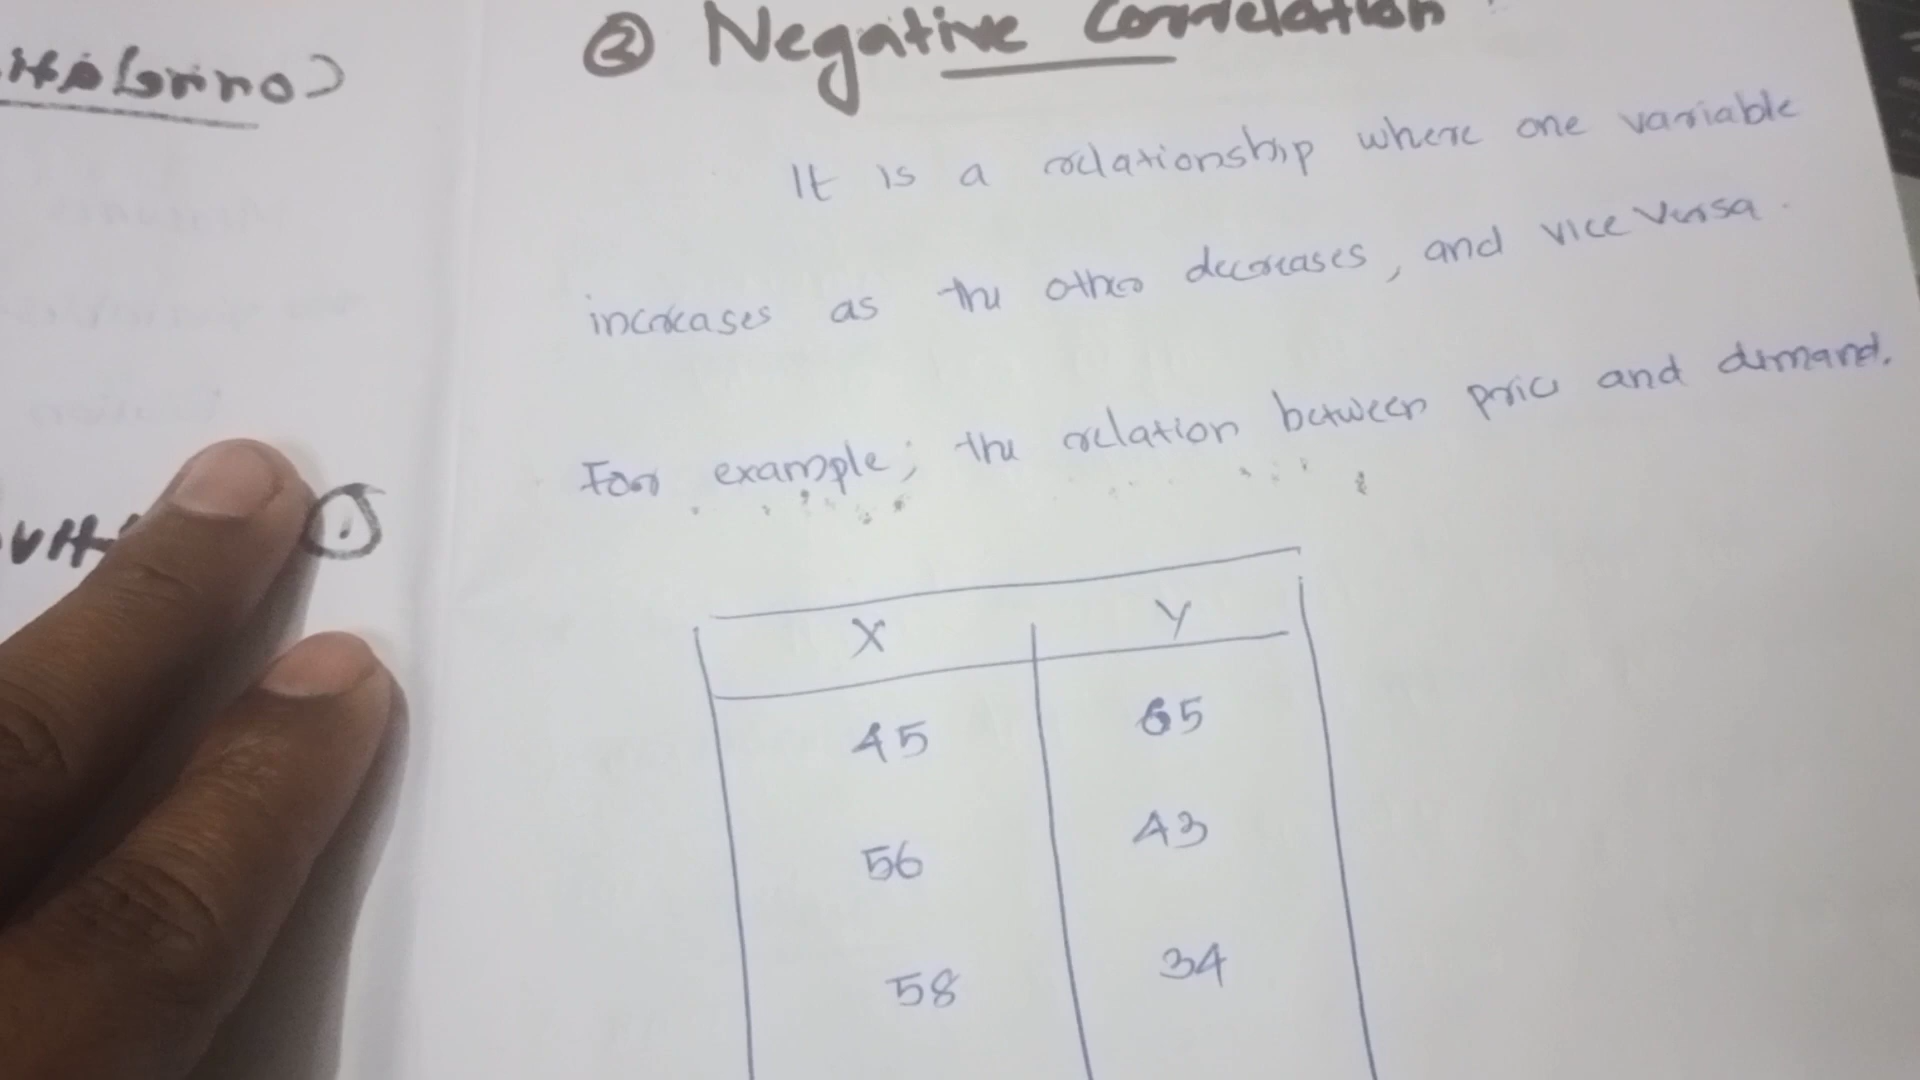 ② Negative Correlation
It is a relationship where one variable
increases as the other decreases, and vice versa.
For example; the relation between price and demand.
X Y
45 65
56 43
58 34
①